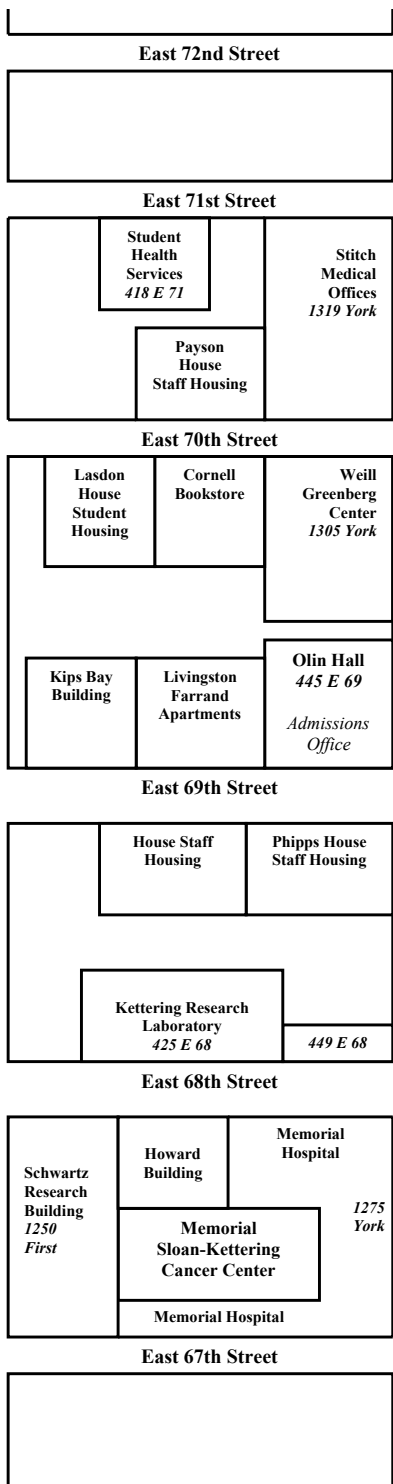 East 72nd Street
East 71st Street
Student
Health
Services
418 E 71
Stitch
Medical
Offices
1319 York
Payson
House
Staff Housing
East 70th Street
Lasdon
House
Student
Housing
Cornell
Bookstore
Weill
Greenberg
Center
1305 York
Kips Bay
Building
Livingston
Farrand
Apartments
Olin Hall
445 E 69
Admissions
Office
East 69th Street
House Staff
Housing
Phipps House
Staff Housing
Kettering Research
Laboratory
425 E 68
449 E 68
East 68th Street
Schwartz
Research
Building
1250
First
Howard
Building
Memorial
Hospital
1275
York
Memorial
Sloan-Kettering
Cancer Center
Memorial Hospital
East 67th Street